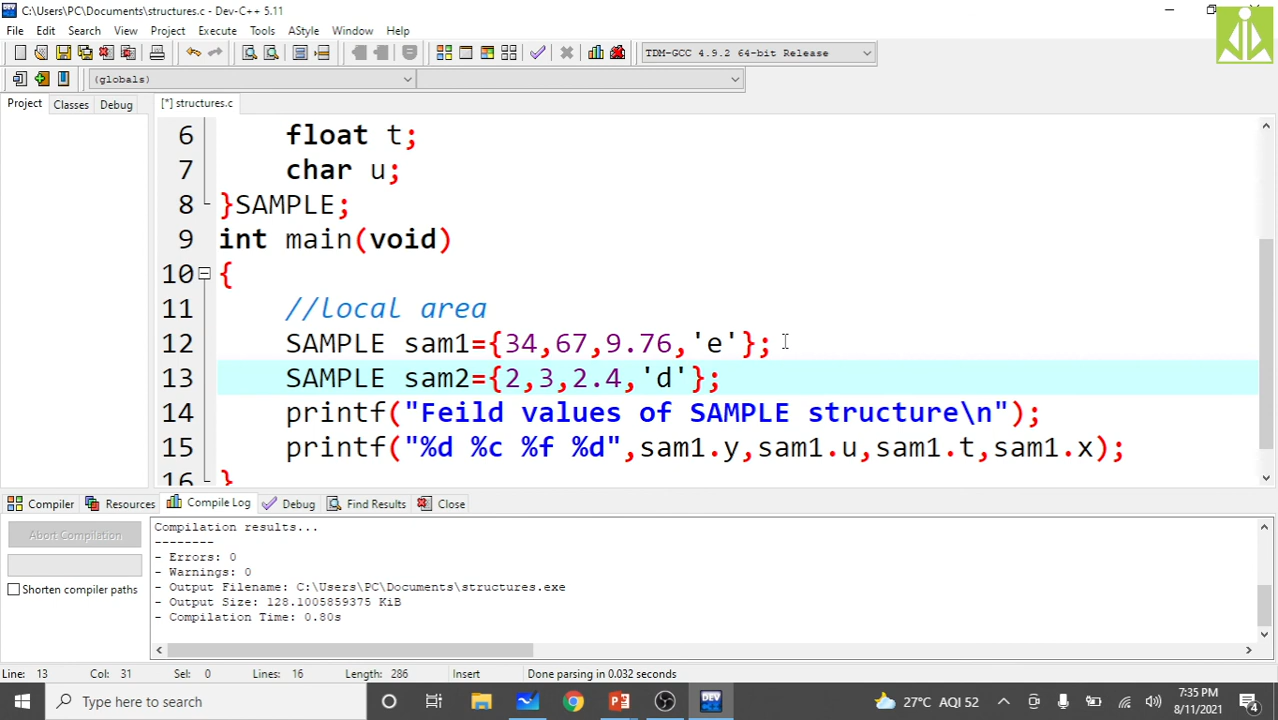 C:\Users\PC\Documents\structures.c - Dev-C++ 5.11
File Edit Search View Project Execute Tools AStyle Window Help
TDM-GCC 4.9.2 64-bit Release
(globals)
Project Classes Debug [*] structures.c
6 float t;
7 char u;
8 }SAMPLE;
9 int main(void)
10 {
11 //local area
12 SAMPLE sam1={34,67,9.76,'e'};
13 SAMPLE sam2={2,3,2.4,'d'};
14 printf("Feild values of SAMPLE structure\n");
15 printf("%d %c %f %d",sam1.y,sam1.u,sam1.t,sam1.x);
16 }
Compiler Resources Compile Log Debug Find Results Close
Abort Compilation
Shorten compiler paths
Compilation results...
--------
- Errors: 0
- Warnings: 0
- Output Filename: C:\Users\PC\Documents\structures.exe
- Output Size: 128.1005859375 KiB
- Compilation Time: 0.80s
Line: 13 Col: 31 Sel: 0 Lines: 16 Length: 286 Insert Done parsing in 0.032 seconds
Type here to search
DEV
27°C AQI 52
7:35 PM
8/11/2021
4